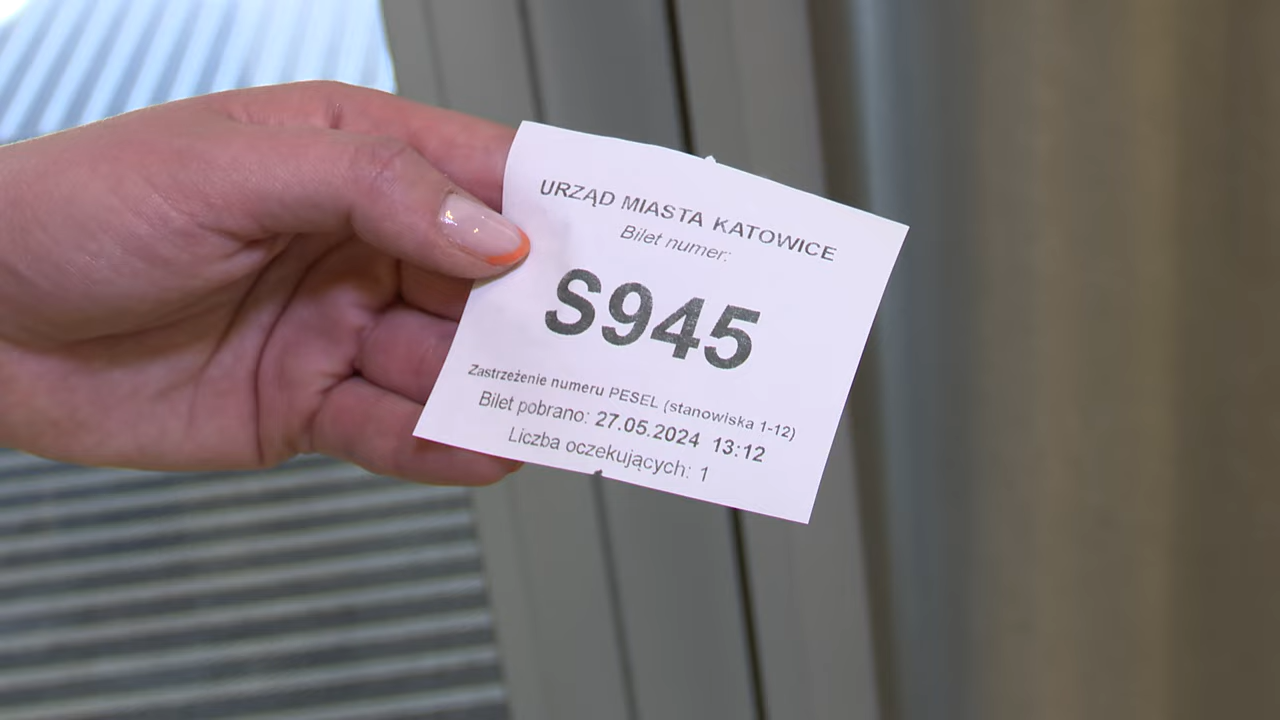 URZĄD MIASTA KATOWICE
Bilet numer:
S945
Zastrzeżenie numeru PESEL (stanowiska 1-12)
Bilet pobrano: 27.05.2024 13:12
Liczba oczekujących: 1